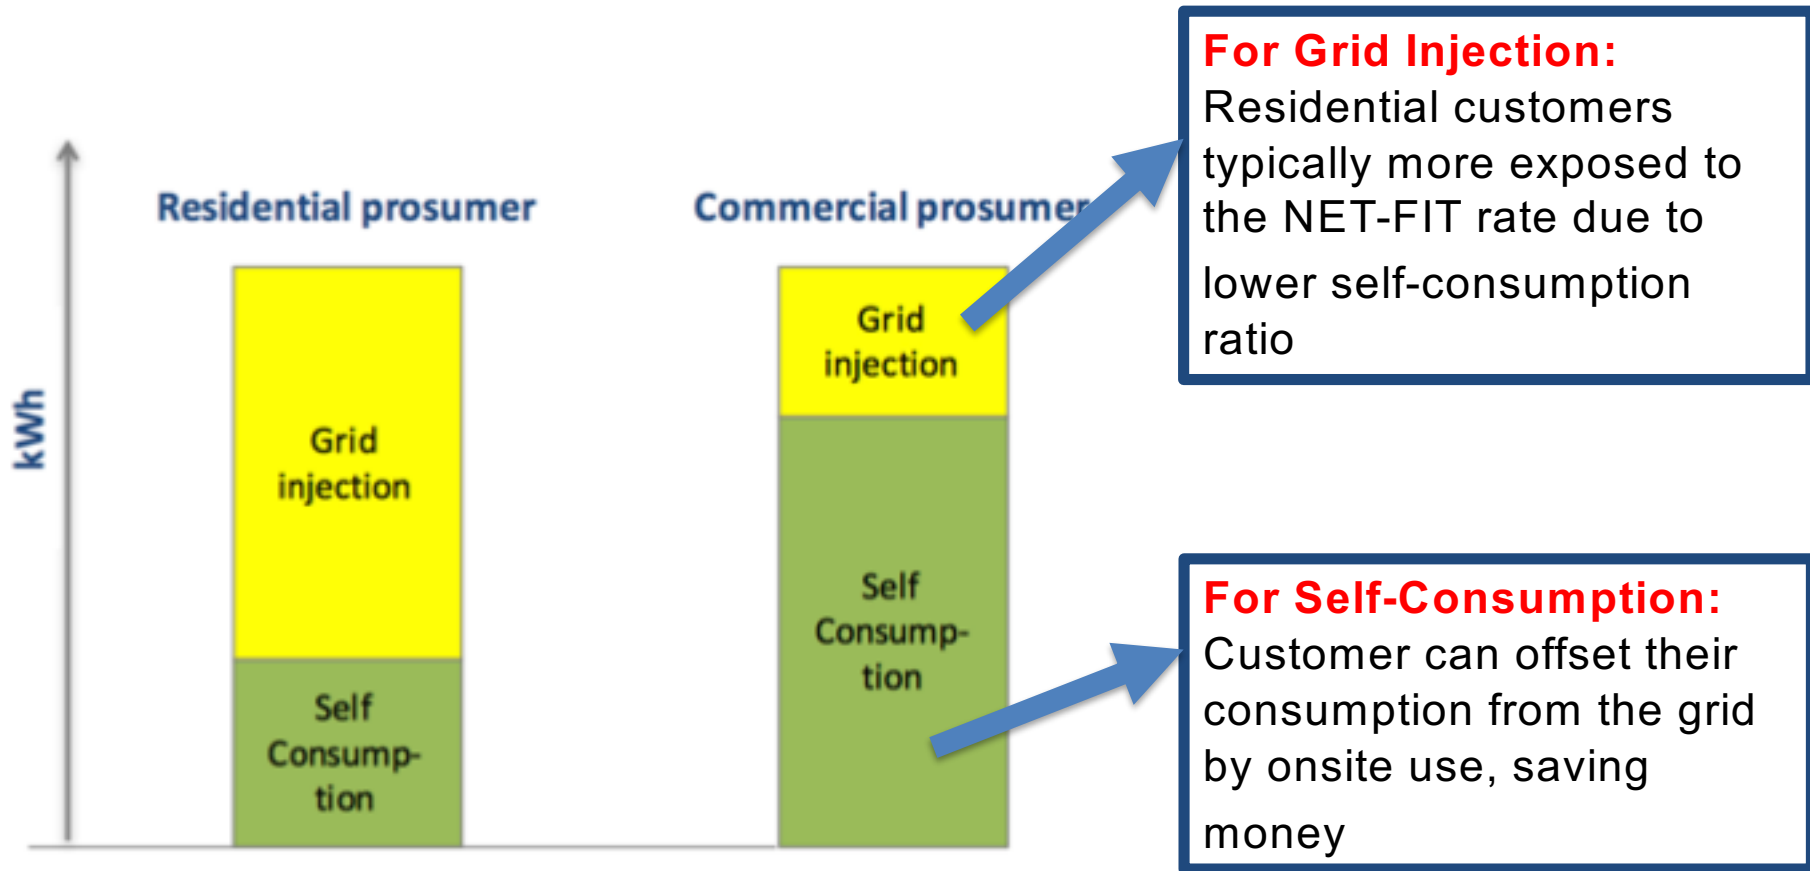 kWh
Residential prosumer
Grid
injection
Self
Consump-
tion
Commercial prosumer
Grid
injection
Self
Consump-
tion
For Grid Injection:
Residential customers
typically more exposed to
the NET-FIT rate due to
lower self-consumption
ratio
For Self-Consumption:
Customer can offset their
consumption from the grid
by onsite use, saving
money